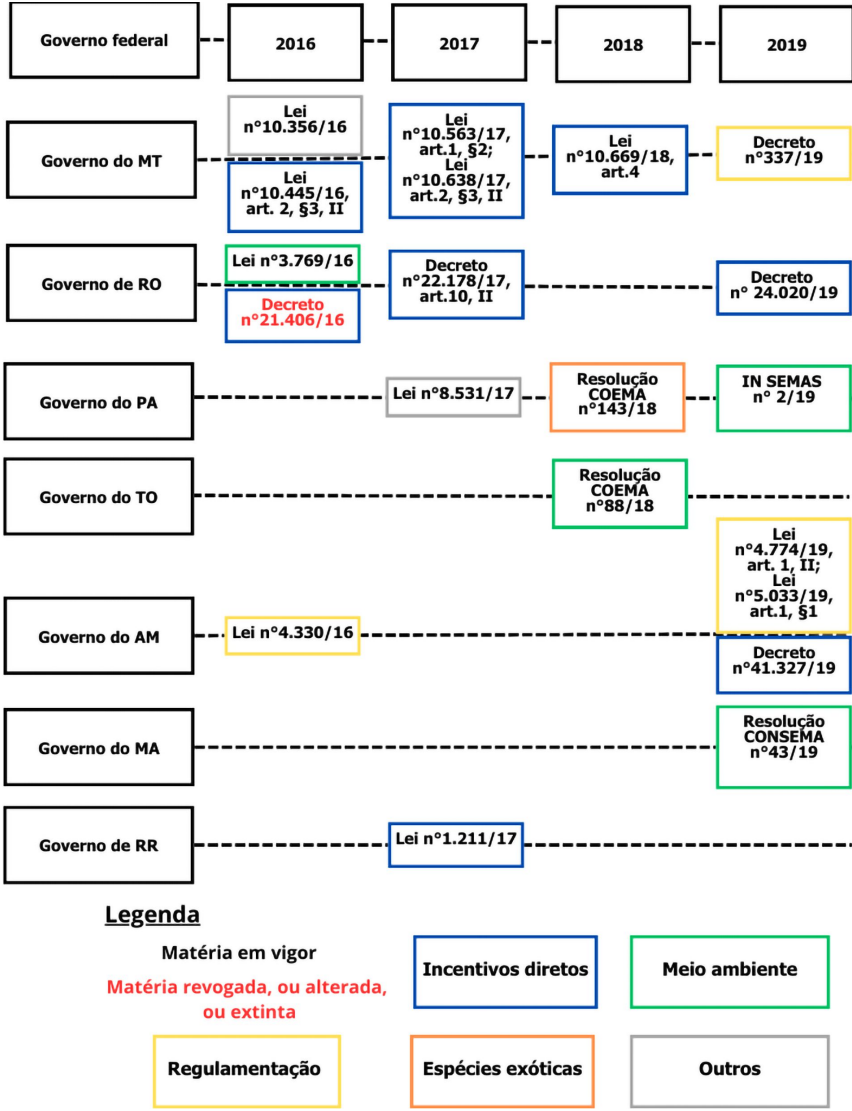 Governo federal
2016
2017
2018
2019
Governo do MT
Lei
n°10.356/16
Lei
n°10.445/16,
art. 2, §3, II
Lei
n°10.563/17,
art.1, §2;
Lei
n°10.638/17,
art.2, §3, II
Lei
n°10.669/18,
art.4
Decreto
n°337/19
Governo de RO
Lei n°3.769/16
Decreto
n°21.406/16
Decreto
n°22.178/17,
art.10, II
Decreto
n° 24.020/19
Governo do PA
Lei n°8.531/17
Resolução
COEMA
n°143/18
IN SEMAS
n° 2/19
Governo do TO
Resolução
COEMA
n°88/18
Governo do AM
Lei n°4.330/16
Lei
n°4.774/19,
art. 1, II;
Lei
n°5.033/19,
art.1, §1
Decreto
n°41.327/19
Governo do MA
Resolução
CONSEMA
n°43/19
Governo de RR
Lei n°1.211/17
Legenda
Matéria em vigor
Matéria revogada, ou alterada,
ou extinta
Incentivos diretos
Meio ambiente
Regulamentação
Espécies exóticas
Outros